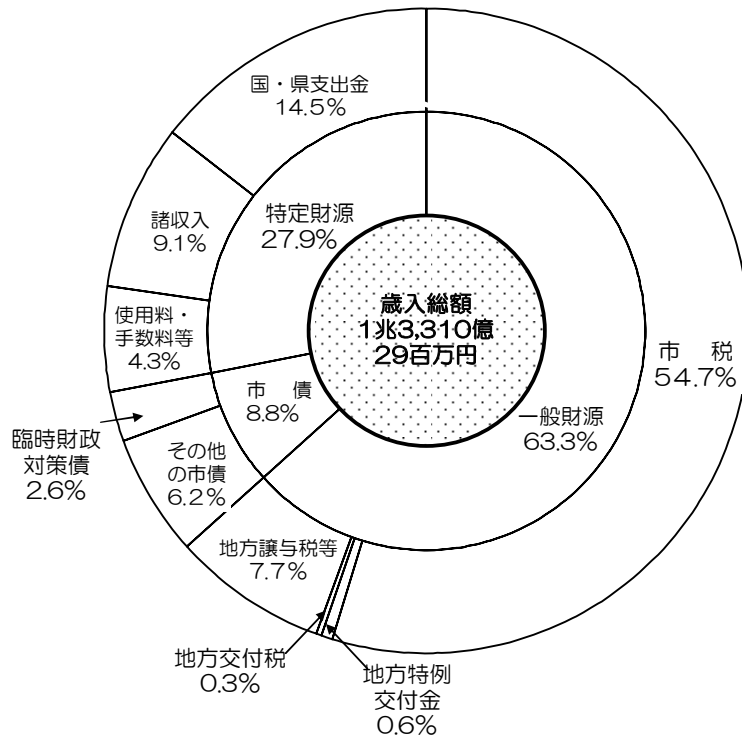 国・県支出金
14.5%
諸収入
9.1%
特定財源
27.9%
使用料・
手数料等
4.3%
歳入総額
1兆3,310億
29百万円
市　税
54.7%
市　債
8.8%
一般財源
63.3%
臨時財政
対策債
2.6%
その他
の市債
6.2%
地方譲与税等
7.7%
地方交付税
0.3%
地方特例
交付金
0.6%